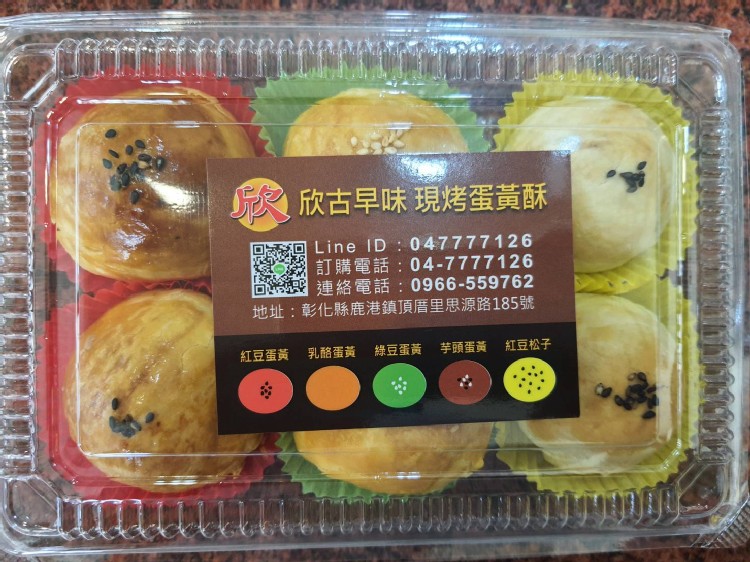 欣 欣古早味 現烤蛋黃酥
Line ID：047777126
訂購電話：04-7777126
連絡電話：0966-559762
地址：彰化縣鹿港鎮頂厝里思源路185號
紅豆蛋黃 乳酪蛋黃 綠豆蛋黃 芋頭蛋黃 紅豆松子